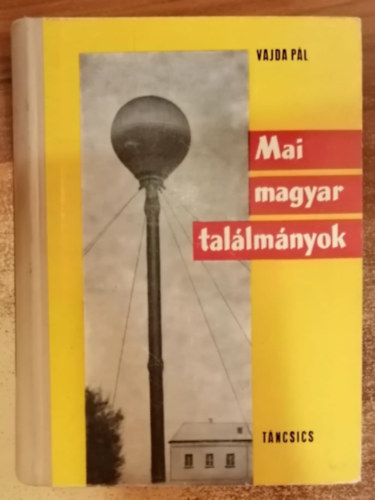 VAJDA PÁL
Mai
magyar
találmányok
TÁNCSICS